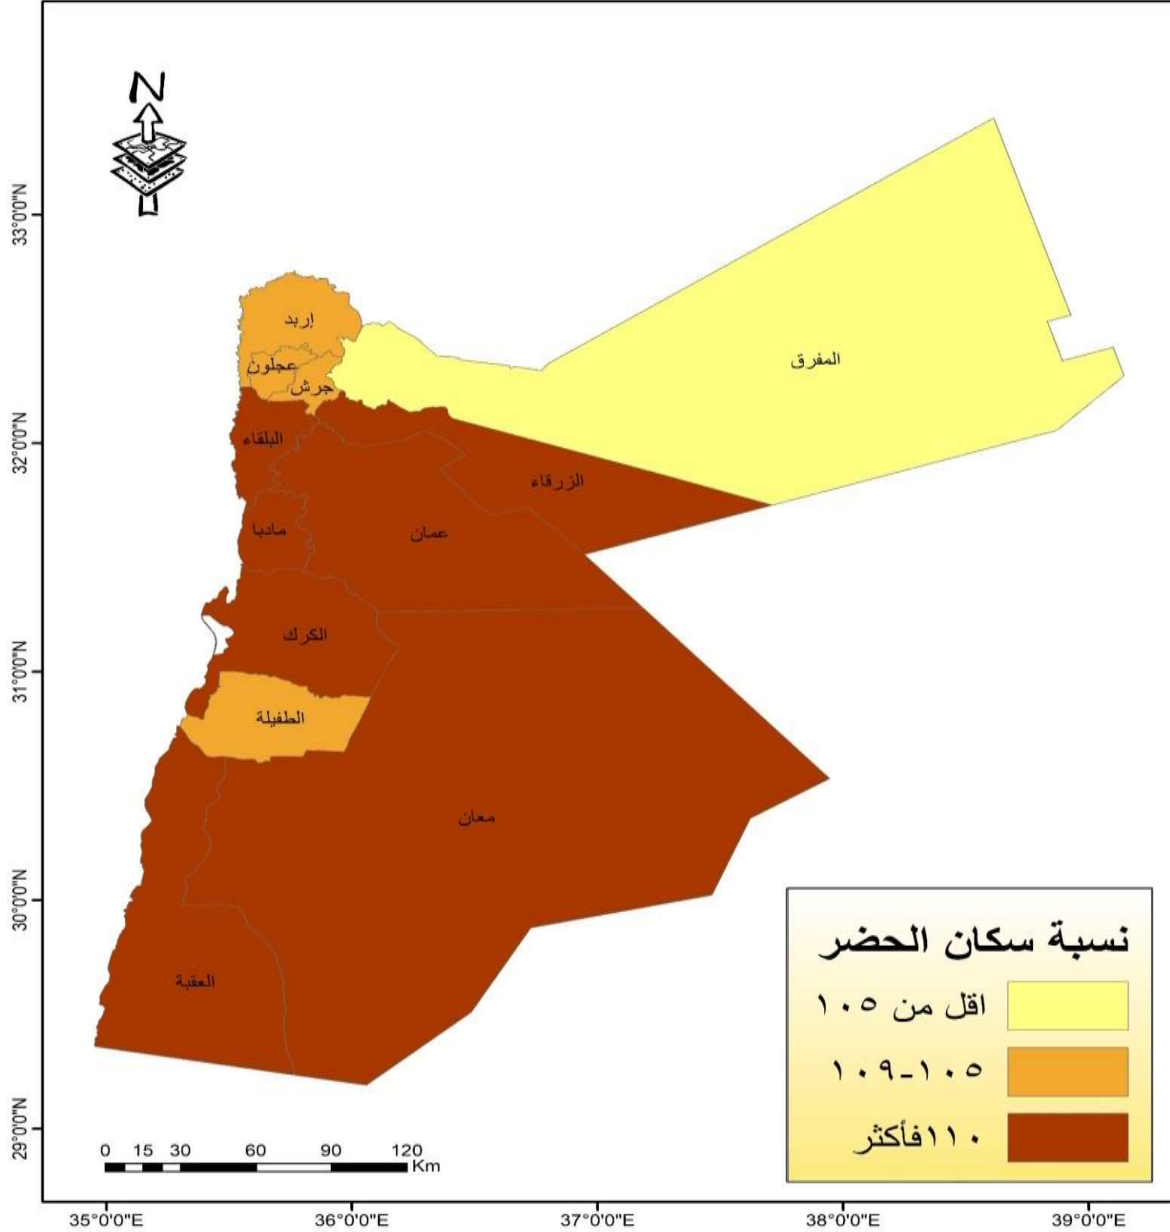 N
33°0'0"N
32°0'0"N
31°0'0"N
30°0'0"N
29°0'0"N
إربد
عجلون
جرش
المفرق
البلقاء
الزرقاء
مادبا
عمان
الكرك
الطفيلة
معان
العقبة
نسبة سكان الحضر
اقل من ١٠٥
١٠٥-١٠٩
١١٠فأكثر
0 15 30 60 90 120
Km
35°0'0"E 36°0'0"E 37°0'0"E 38°0'0"E 39°0'0"E